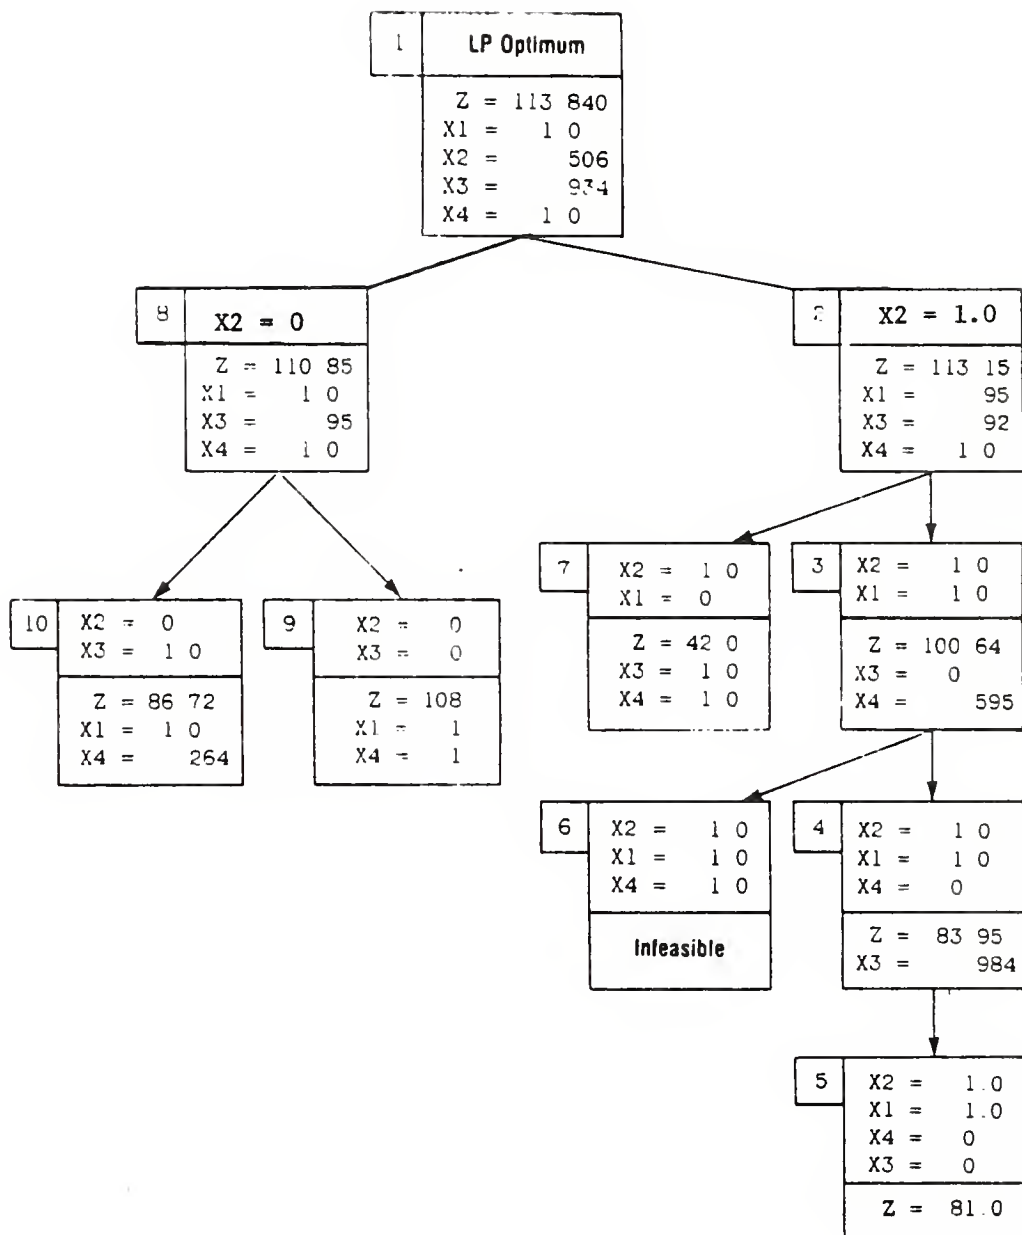 1
LP Optimum
Z = 113 840
X1 = 1 0
X2 = 506
X3 = 934
X4 = 1 0
8
X2 = 0
Z = 110 85
X1 = 1 0
X3 = 95
X4 = 1 0
2
X2 = 1.0
Z = 113 15
X1 = 95
X3 = 92
X4 = 1 0
10
X2 = 0
X3 = 1 0
Z = 86 72
X1 = 1 0
X4 = 264
9
X2 = 0
X3 = 0
Z = 108
X1 = 1
X4 = 1
7
X2 = 1 0
X1 = 0
Z = 42 0
X3 = 1 0
X4 = 1 0
3
X2 = 1 0
X1 = 1 0
Z = 100 64
X3 = 0
X4 = 595
6
X2 = 1 0
X1 = 1 0
X4 = 1 0
Infeasible
4
X2 = 1 0
X1 = 1 0
X4 = 0
Z = 83 95
X3 = 984
5
X2 = 1.0
X1 = 1.0
X4 = 0
X3 = 0
Z = 81.0